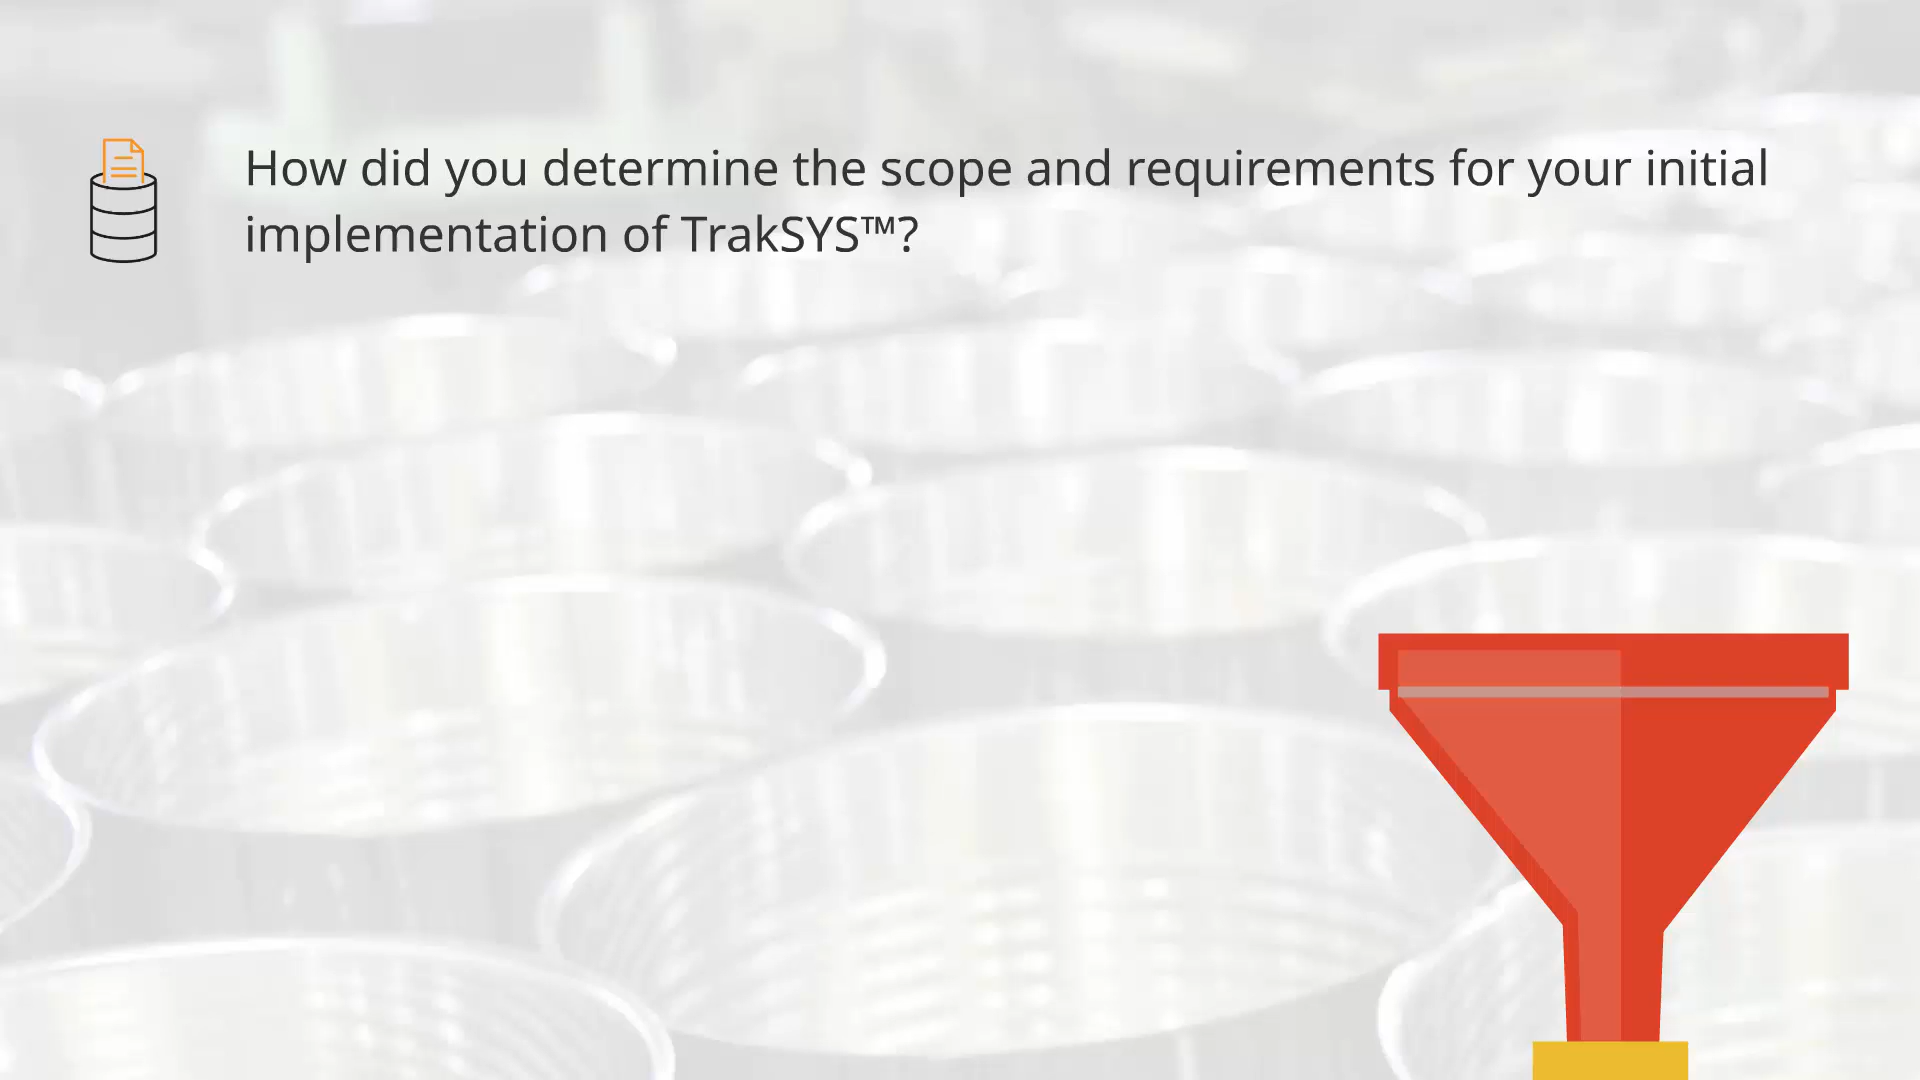 How did you determine the scope and requirements for your initial
implementation of TrakSYS™?